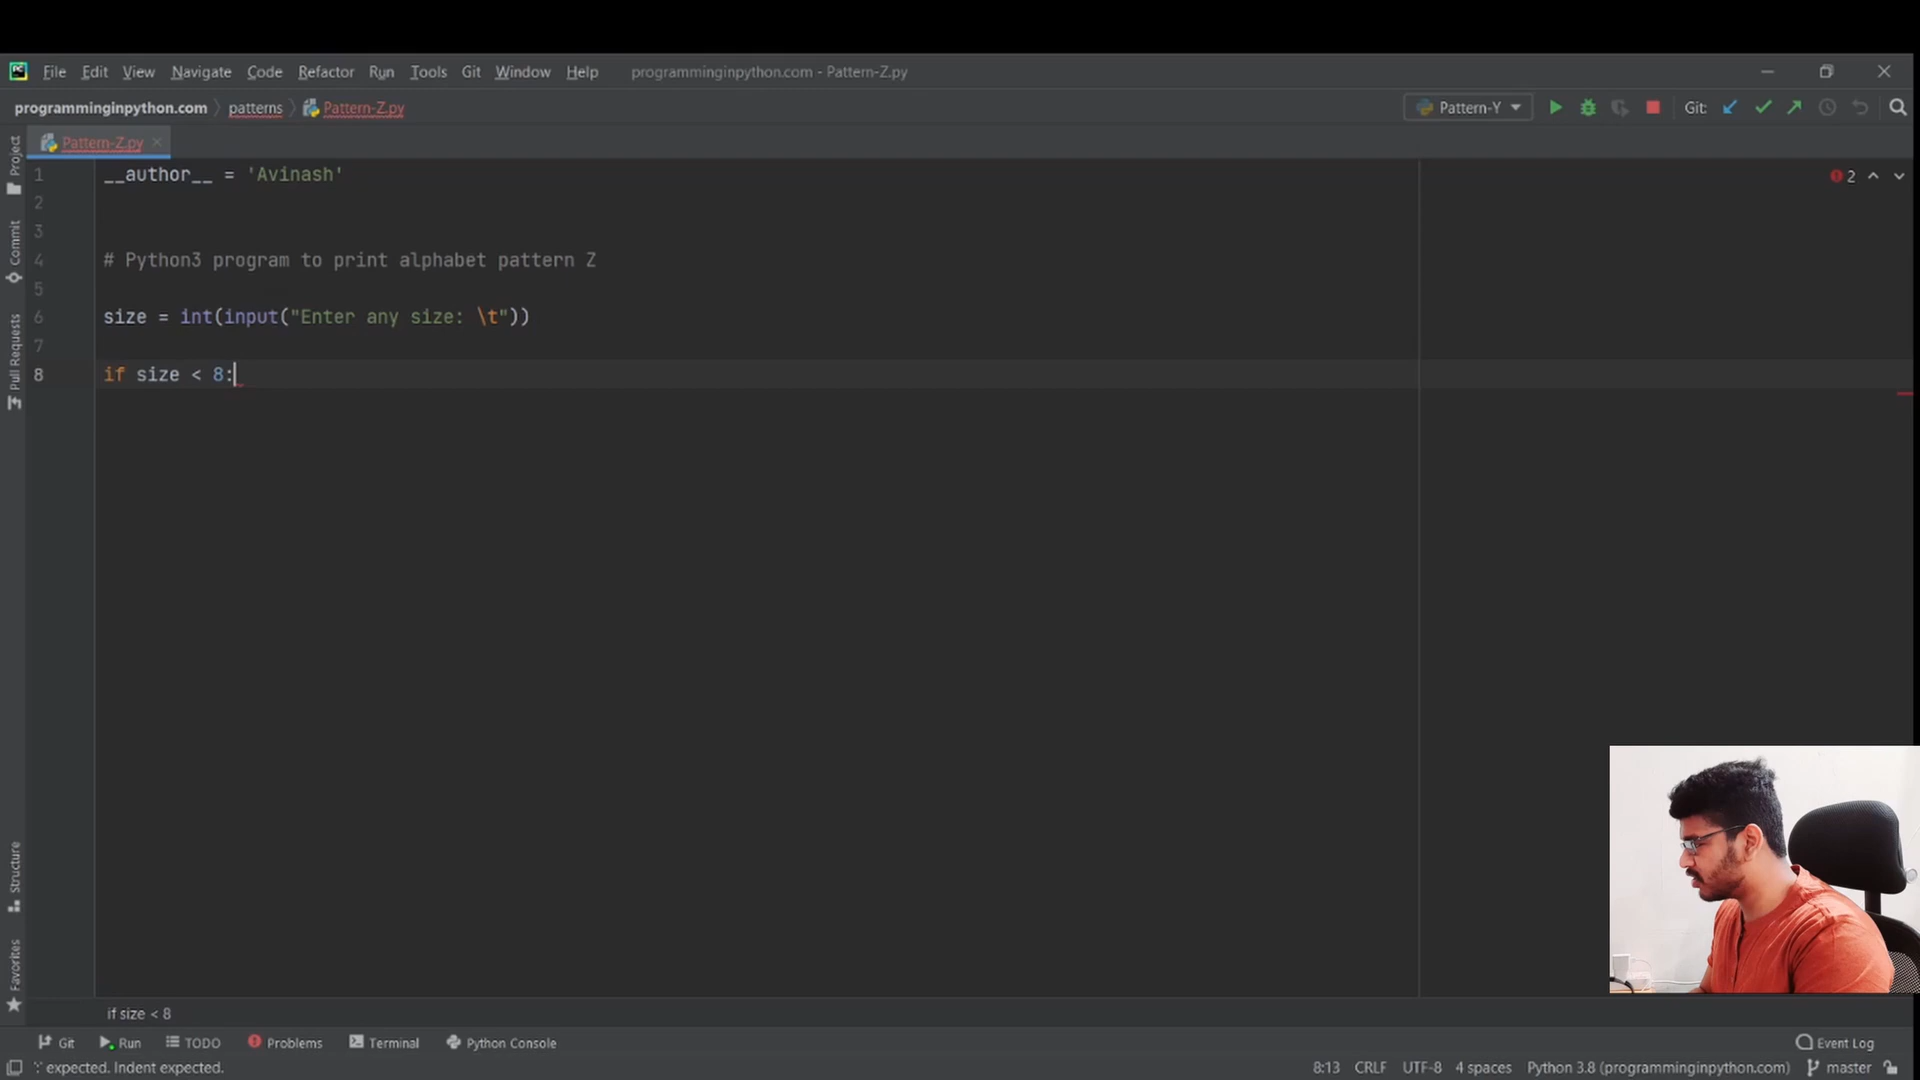 File Edit View Navigate Code Refactor Run Tools Git Window Help programminginpython.com - Pattern-Z.py
programminginpython.com patterns Pattern-Z.py Pattern-Y Git:
Pattern-Z.py
Project
Commit
Pull Requests
Structure
Favorites
1 __author__ = 'Avinash'
2 
3
4 # Python3 program to print alphabet pattern Z
5
6 size = int(input("Enter any size: \t"))
7
8 if size < 8:
2
if size < 8
Git Run TODO Problems Terminal Python Console Event Log
':' expected. Indent expected. 8:13 CRLF UTF-8 4 spaces Python 3.8 (programminginpython.com) master